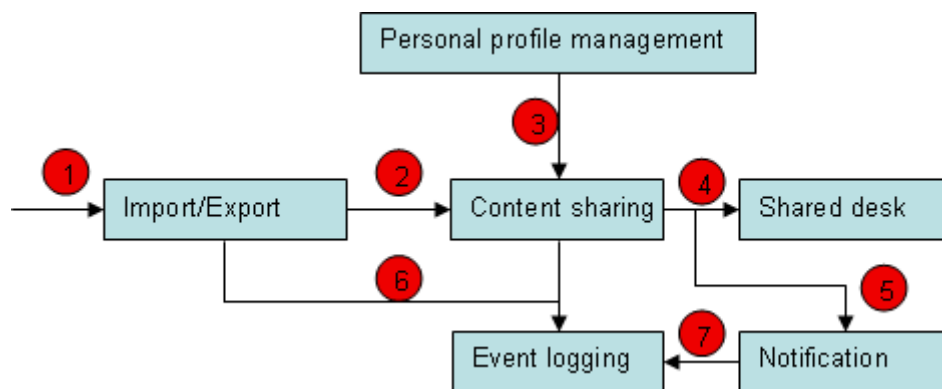 Personal profile management
3
1
2
4
Import/Export
Content sharing
Shared desk
6
5
7
Event logging
Notification